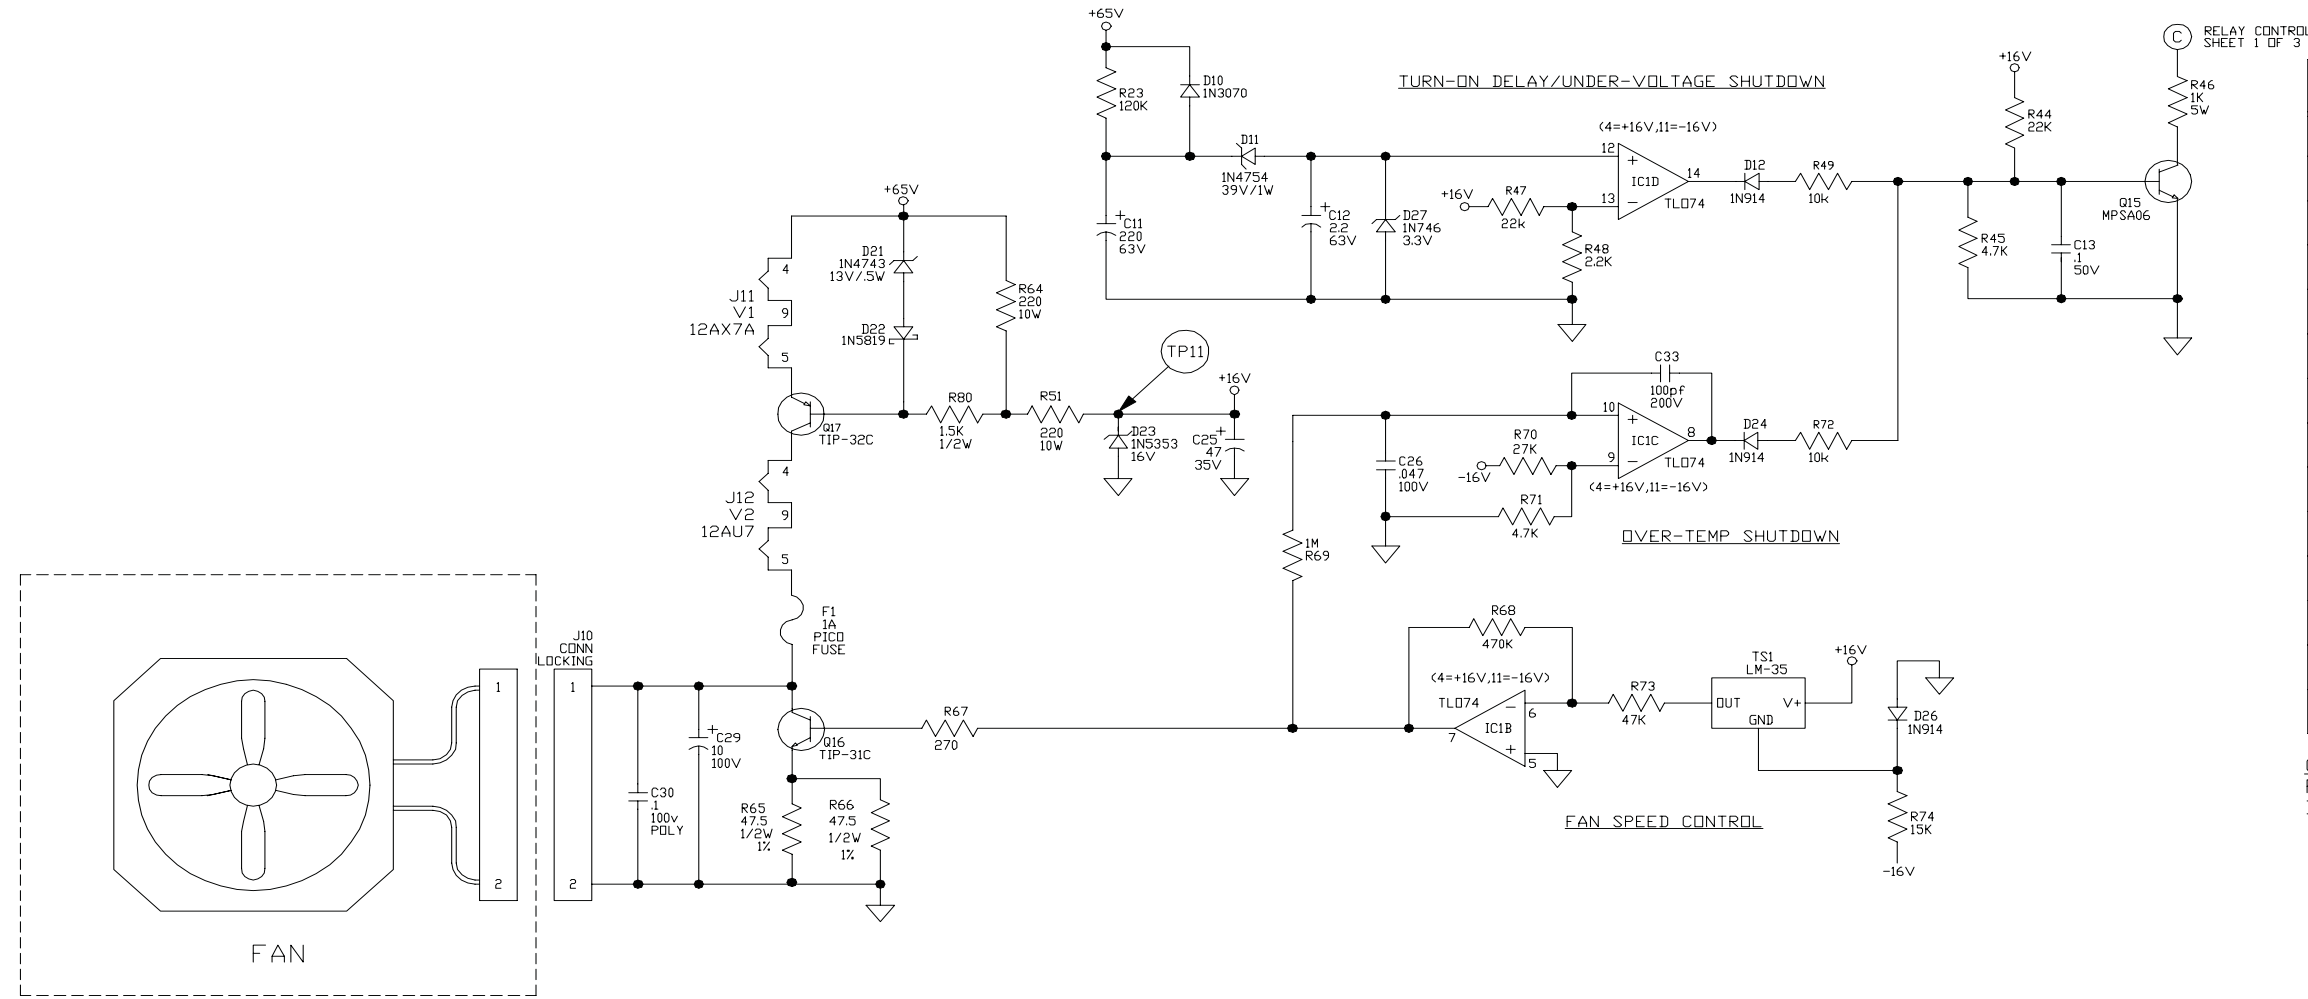 +65V
C
RELAY CONTROL
SHEET 1 OF 3
+16V
D10
1N3070
R23
120K
TURN-ON DELAY/UNDER-VOLTAGE SHUTDOWN
R46
1K
5W
R44
22K
(4=+16V,11=-16V)
D11
1N4754
39V/1W
12
+
IC1D
14
13
−
TL074
D12
1N914
R49
10k
+16V
R47
22k
Q15
MPSA06
+65V
+
C11
220
63V
+
C12
2.2
63V
D27
1N746
3.3V
R48
2.2K
R45
4.7K
C13
.1
50V
D21
1N4743
13V/.5W
4
J11
V1
12AX7A
9
5
R64
220
10W
D22
1N5819
TP11
C33
100pf
200V
+16V
R80
1.5K
1/2W
R51
220
10W
Q17
TIP-32C
D23
1N5353
16V
+
C25
47
35V
10
+
IC1C
8
9
−
TL074
(4=+16V,11=-16V)
D24
1N914
R72
10k
R70
27K
-16V
C26
.047
100V
R71
4.7K
4
J12
V2
12AU7
9
5
OVER-TEMP SHUTDOWN
1M
R69
F1
1A
PICO
FUSE
R68
470K
J10
CONN
LOCKING
1
1
2
2
(4=+16V,11=-16V)
TL074
−
6
IC1B
7
+
5
R73
47K
TS1
LM-35
OUT
V+
GND
+16V
D26
1N914
R67
270
Q16
TIP-31C
+
C29
10
100V
C30
.1
100v
POLY
R65
47.5
1/2W
1%
R66
47.5
1/2W
1%
FAN SPEED CONTROL
R74
15K
-16V
FAN